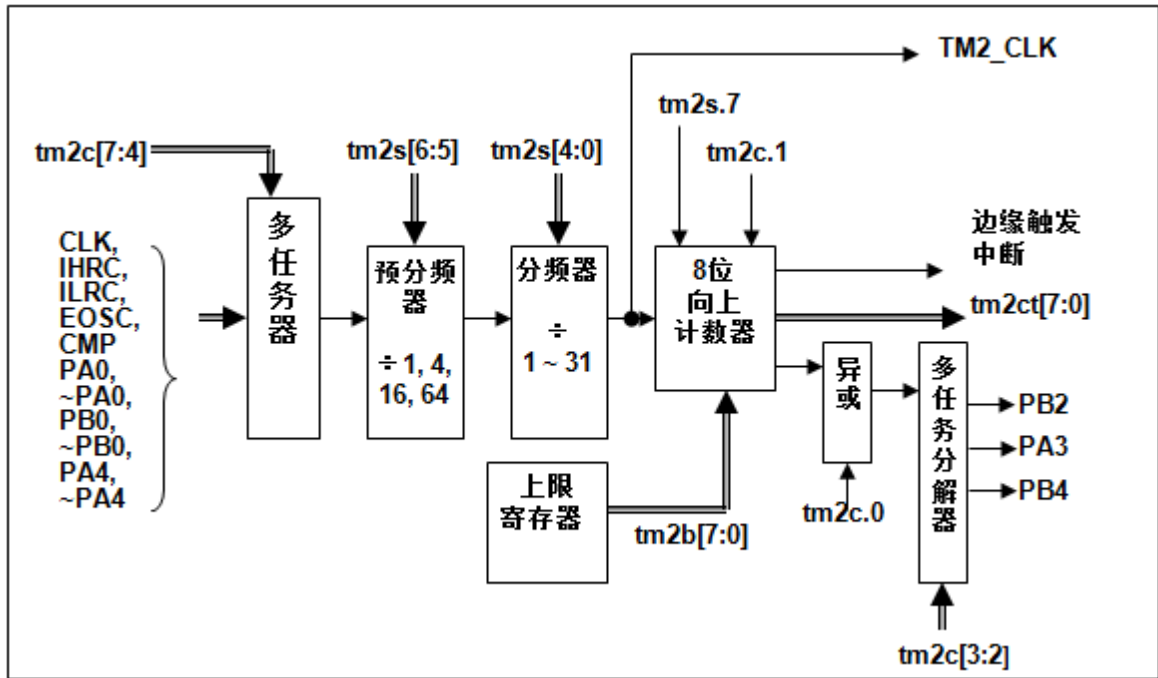 TM2_CLK
tm2s.7
tm2c[7:4]
tm2s[6:5]
tm2s[4:0]
tm2c.1
CLK,
IHRC,
ILRC,
EOSC,
CMP
PA0,
~PA0,
PB0,
~PB0,
PA4,
~PA4
多
任
务
器
预分频
器
÷ 1, 4,
16, 64
分频器
÷
1 ~ 31
8位
向上
计数器
边缘触发
中断
tm2ct[7:0]
上限
寄存器
tm2b[7:0]
异
或
tm2c.0
多
任
务
分
解
器
PB2
PA3
PB4
tm2c[3:2]